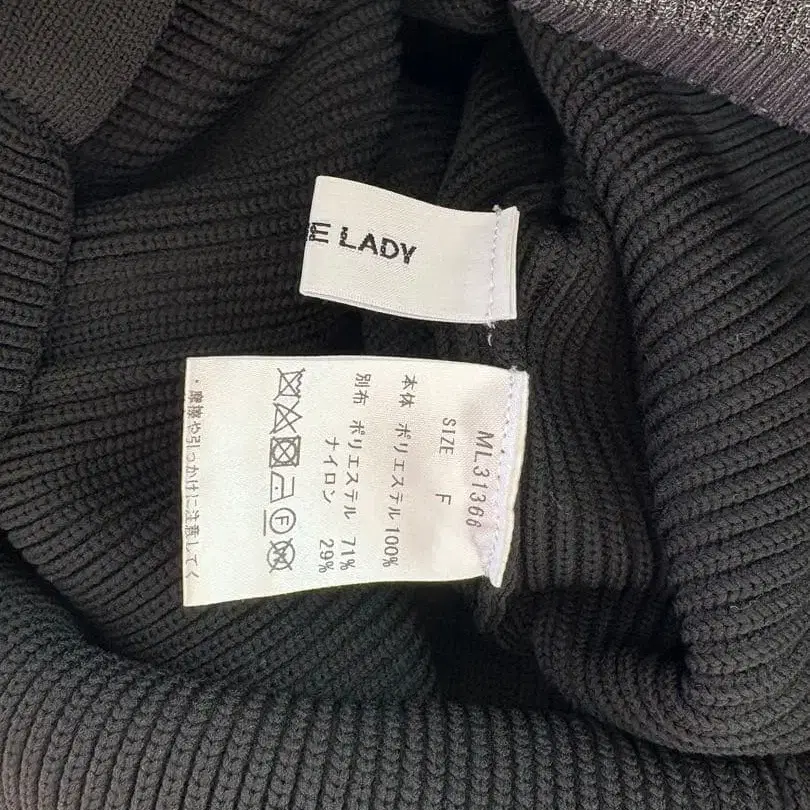 E LADY
ML31366
SIZE F
本体 ポリエステル 100%
別布 ポリエステル 71%
ナイロン 29%
・摩擦や引っかけに注意してく